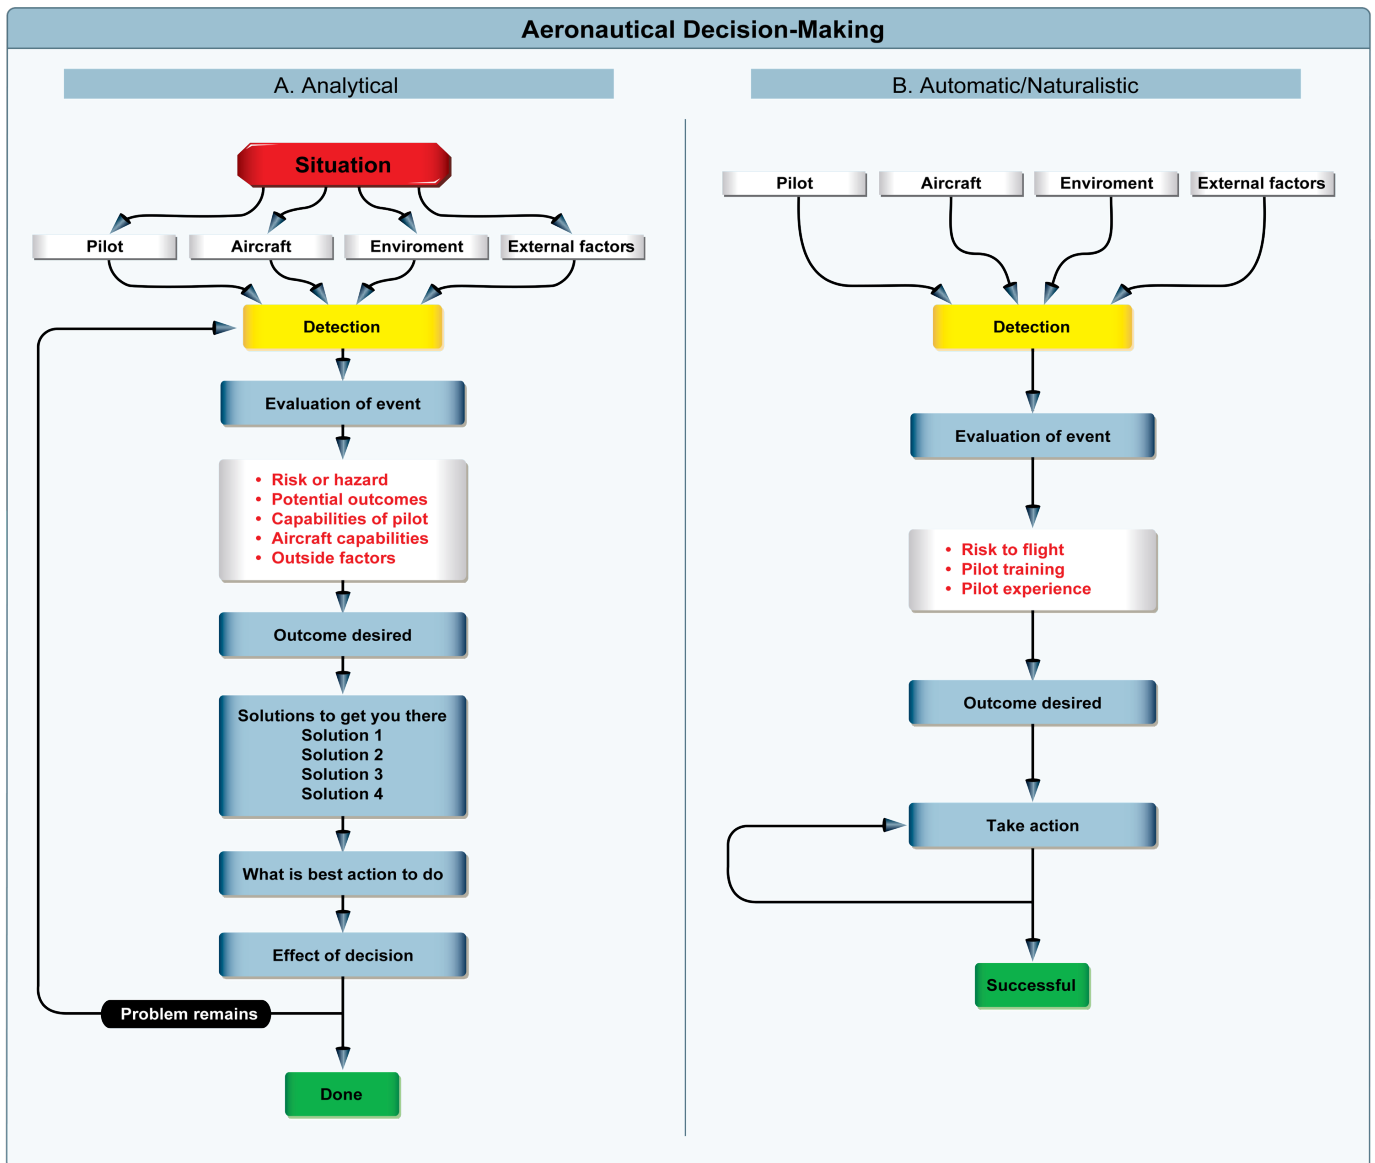 Aeronautical Decision-Making
A. Analytical
Situation
Pilot
Aircraft
Enviroment
External factors
Detection
Evaluation of event
• Risk or hazard
• Potential outcomes
• Capabilities of pilot
• Aircraft capabilities
• Outside factors
Outcome desired
Solutions to get you there
Solution 1
Solution 2
Solution 3
Solution 4
What is best action to do
Effect of decision
Problem remains
Done
B. Automatic/Naturalistic
Pilot
Aircraft
Enviroment
External factors
Detection
Evaluation of event
• Risk to flight
• Pilot training
• Pilot experience
Outcome desired
Take action
Successful